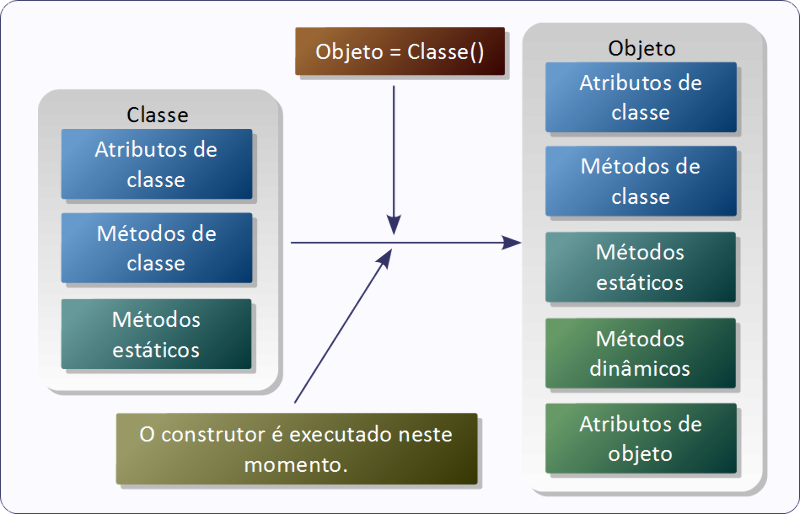 Classe
Atributos de
classe
Métodos de
classe
Métodos
estáticos
Objeto = Classe()
O construtor é executado neste
momento.
Objeto
Atributos de
classe
Métodos de
classe
Métodos
estáticos
Métodos
dinâmicos
Atributos de
objeto